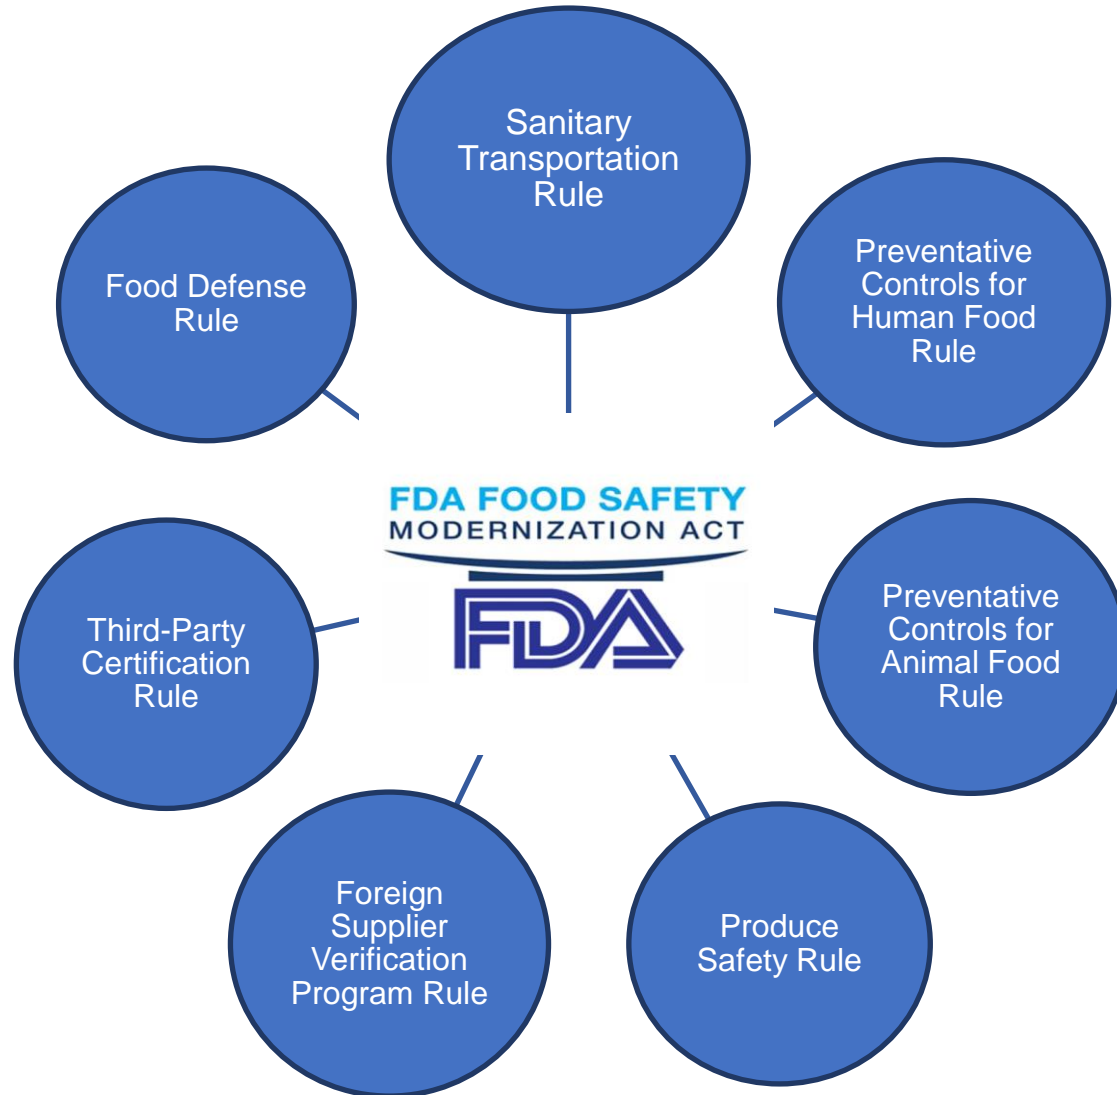 Sanitary
Transportation
Rule
Preventative
Controls for
Human Food
Rule
Food Defense
Rule
FDA FOOD SAFETY
MODERNIZATION ACT
FDA
Preventative
Controls for
Animal Food
Rule
Third-Party
Certification
Rule
Foreign
Supplier
Verification
Program Rule
Produce
Safety Rule